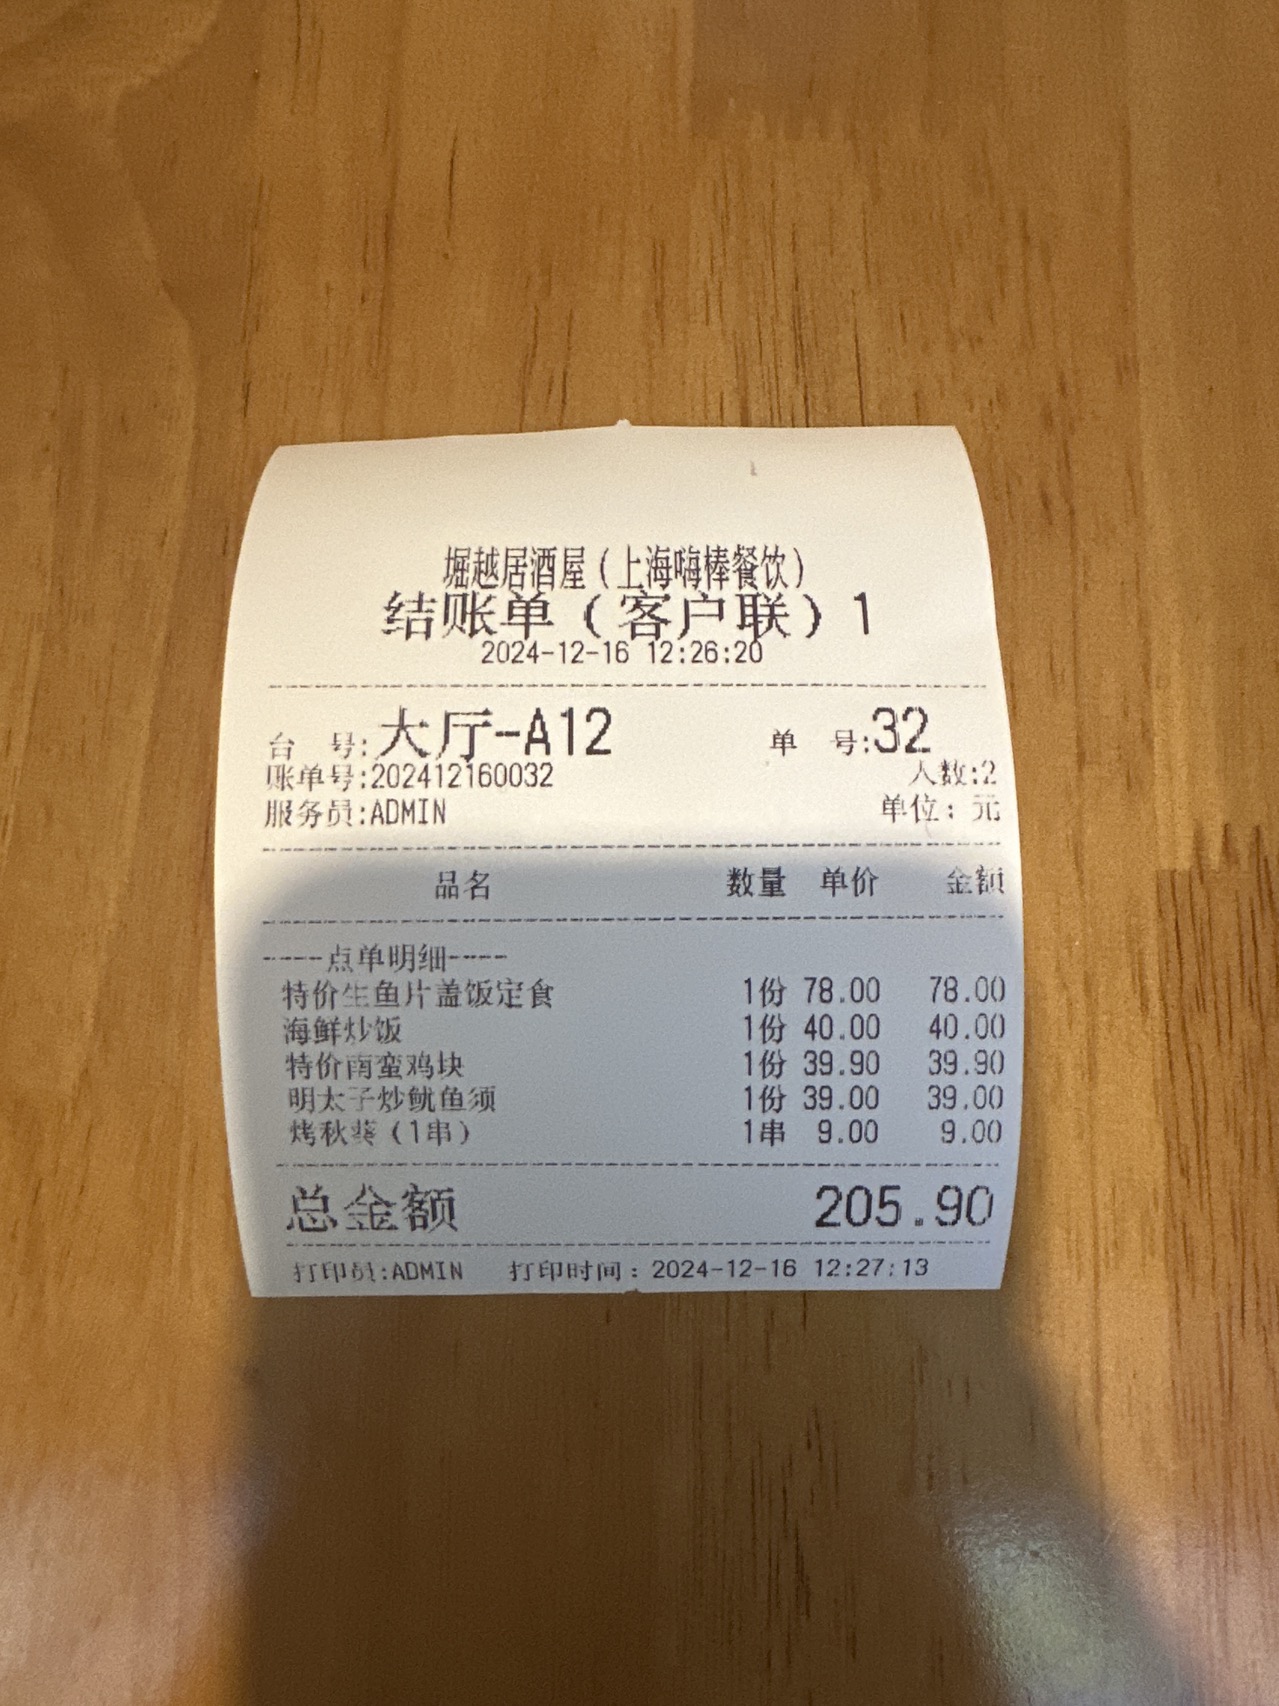 堀越居酒屋(上海嗨棒餐饮)
结账单(客户联)1
2024-12-16 12:26:20
台 号:大厅-A12 单 号:32
账单号:202412160032 人数:2
服务员:ADMIN 单位:元
品名 数量 单价 金额
----点单明细----
特价生鱼片盖饭定食 1份 78.00 78.00
海鲜炒饭 1份 40.00 40.00
特价南蛮鸡块 1份 39.90 39.90
明太子炒鱿鱼须 1份 39.00 39.00
烤秋葵(1串) 1串 9.00 9.00
总金额 205.90
打印员:ADMIN 打印时间:2024-12-16 12:27:13